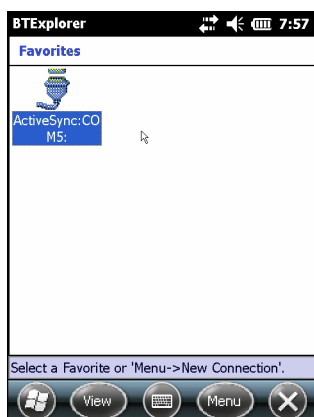 BTExplorer 7:57
Favorites
ActiveSync:CO
M5:
Select a Favorite or 'Menu->New Connection'.
View Menu